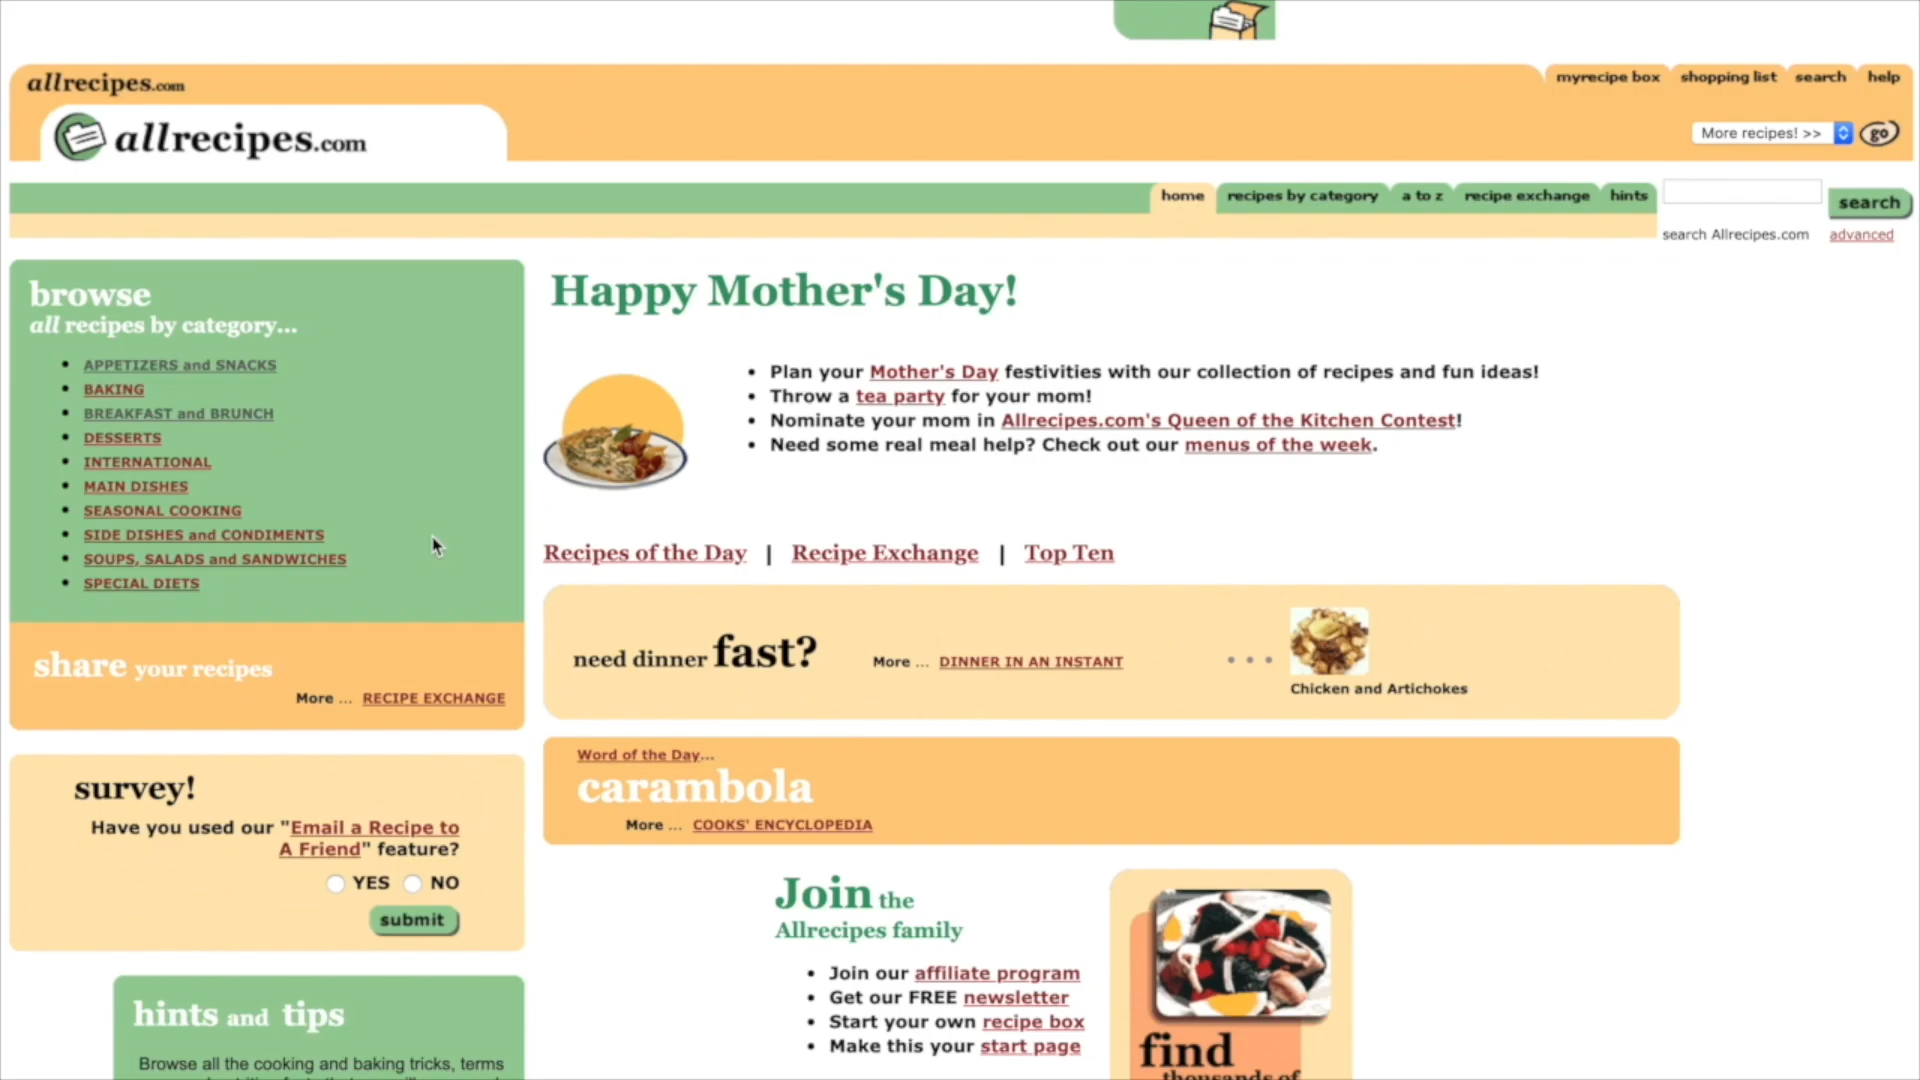 allrecipes.com
myrecipe box
shopping list
search
help
allrecipes.com
More recipes! >>
go
home
recipes by category
a to z
recipe exchange
hints
search
search Allrecipes.com
advanced
browse
all recipes by category...
APPETIZERS and SNACKS
BAKING
BREAKFAST and BRUNCH
DESSERTS
INTERNATIONAL
MAIN DISHES
SEASONAL COOKING
SIDE DISHES and CONDIMENTS
SOUPS, SALADS and SANDWICHES
SPECIAL DIETS
share your recipes
More ... RECIPE EXCHANGE
survey!
Have you used our "Email a Recipe to
A Friend" feature?
YES NO
submit
hints and tips
Browse all the cooking and baking tricks, terms
Happy Mother's Day!
Plan your Mother's Day festivities with our collection of recipes and fun ideas!
Throw a tea party for your mom!
Nominate your mom in Allrecipes.com's Queen of the Kitchen Contest!
Need some real meal help? Check out our menus of the week.
Recipes of the Day | Recipe Exchange | Top Ten
need dinner fast? More ... DINNER IN AN INSTANT
Chicken and Artichokes
Word of the Day...
carambola
More ... COOKS' ENCYCLOPEDIA
Join the
Allrecipes family
Join our affiliate program
Get our FREE newsletter
Start your own recipe box
Make this your start page
find
thousands of